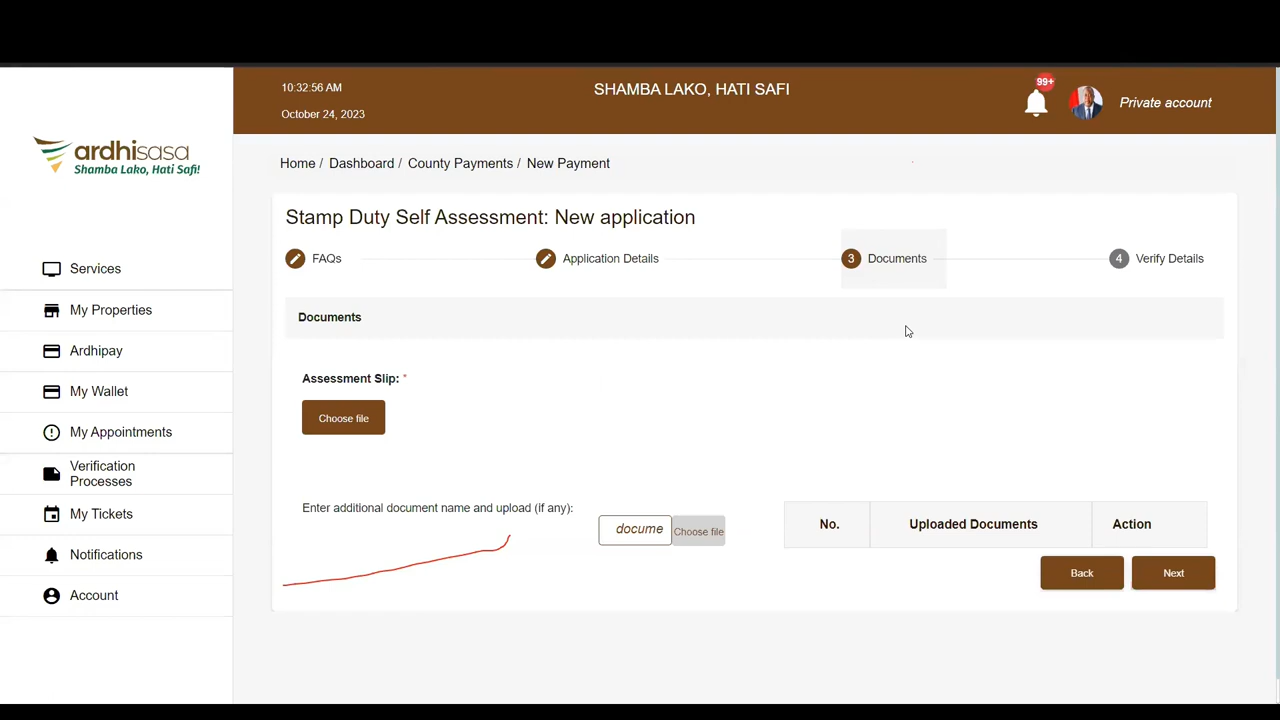 10:32:56 AM
SHAMBA LAKO, HATI SAFI
99+
Private account
October 24, 2023
ardhisasa
Shamba Lako, Hati Safi!
Home / Dashboard / County Payments / New Payment
Stamp Duty Self Assessment: New application
FAQs
Application Details
3 Documents
4 Verify Details
Services
My Properties
Ardhipay
My Wallet
My Appointments
Verification
Processes
My Tickets
Notifications
Account
Documents
Assessment Slip: *
Choose file
Enter additional document name and upload (if any):
docume
Choose file
No. Uploaded Documents Action
Back
Next